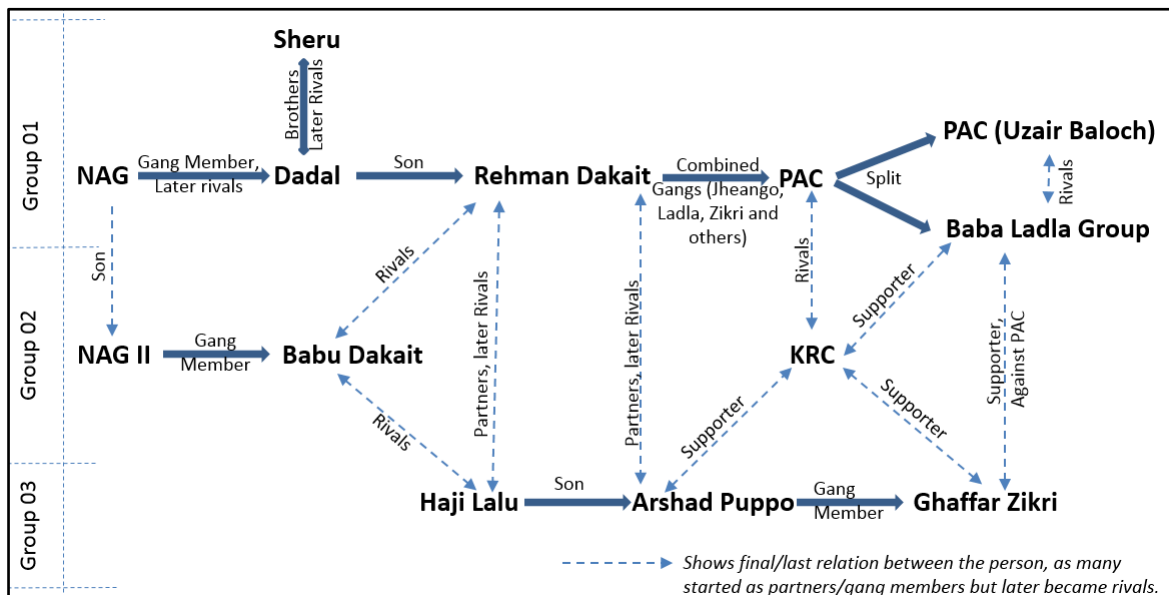 Group 01
Sheru
Brothers
Later Rivals
NAG
Gang Member,
Later rivals
Dadal
Son
Rehman Dakait
Combined
Gangs (Jheango,
Ladla, Zikri and
others)
PAC
Split
PAC (Uzair Baloch)
Rivals
Baba Ladla Group
Son
Rivals
Partners, later Rivals
Partners, later Rivals
Rivals
Supporter
Supporter,
Against PAC
Group 02
NAG II
Gang
Member
Babu Dakait
KRC
Rivals
Supporter
Supporter
Group 03
Haji Lalu
Son
Arshad Puppo
Gang
Member
Ghaffar Zikri
Shows final/last relation between the person, as many
started as partners/gang members but later became rivals.